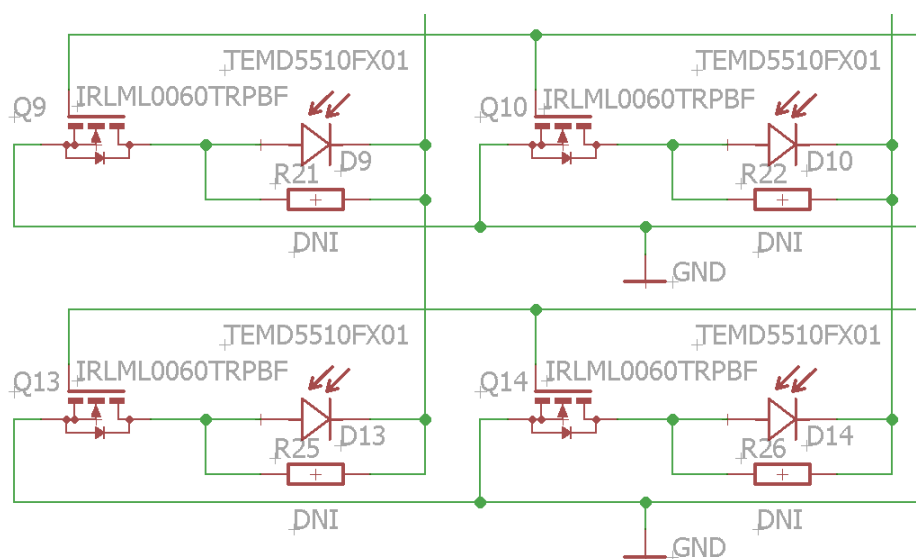 TEMD5510FX01
TEMD5510FX01
Q9
IRLML0060TRPBF
Q10
IRLML0060TRPBF
R21
D9
R22
D10
DNI
DNI
GND
TEMD5510FX01
TEMD5510FX01
Q13
IRLML0060TRPBF
Q14
IRLML0060TRPBF
R25
D13
R26
D14
DNI
DNI
GND